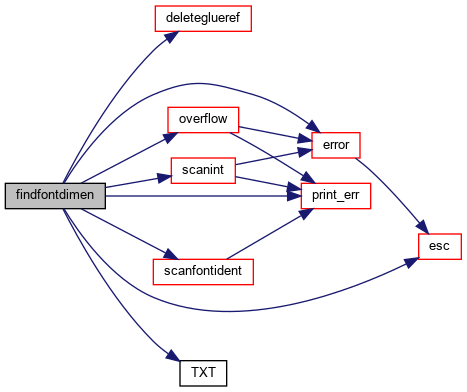 deleteglueref
overflow
error
scanint
findfontdimen
print_err
esc
scanfontident
TXT